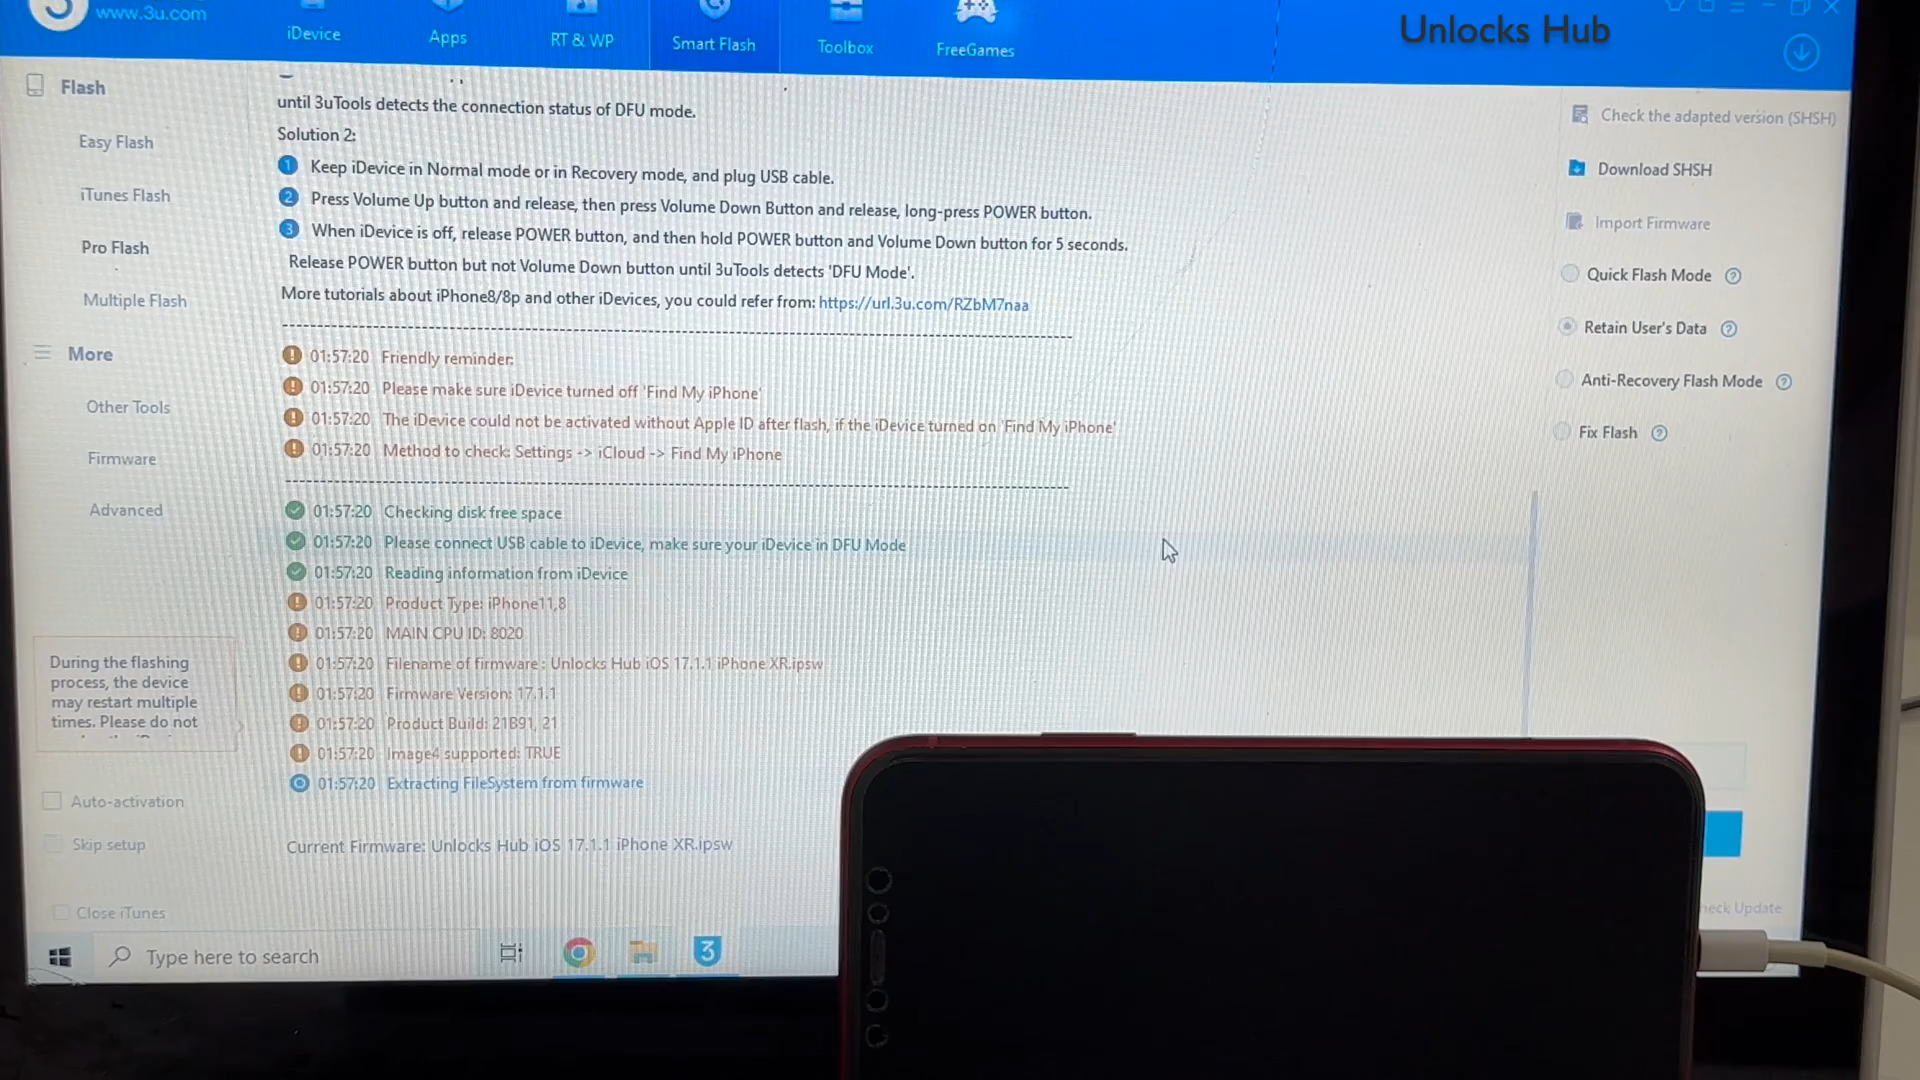 3
www.3u.com
iDevice
Apps
RT & WP
Smart Flash
Toolbox
FreeGames
Unlocks Hub
Flash
Easy Flash
iTunes Flash
Pro Flash
Multiple Flash
More
Other Tools
Firmware
Advanced
During the flashing
process, the device
may restart multiple
times. Please do not
Auto-activation
Skip setup
Close iTunes
until 3uTools detects the connection status of DFU mode.
Solution 2:
1 Keep iDevice in Normal mode or in Recovery mode, and plug USB cable.
2 Press Volume Up button and release, then press Volume Down Button and release, long-press POWER button.
3 When iDevice is off, release POWER button, and then hold POWER button and Volume Down button for 5 seconds.
Release POWER button but not Volume Down button until 3uTools detects 'DFU Mode'.
More tutorials about iPhone8/8p and other iDevices, you could refer from: https://url.3u.com/RZbM7naa
01:57:20 Friendly reminder:
01:57:20 Please make sure iDevice turned off 'Find My iPhone'
01:57:20 The iDevice could not be activated without Apple ID after flash, if the iDevice turned on 'Find My iPhone'
01:57:20 Method to check: Settings -> iCloud -> Find My iPhone
01:57:20 Checking disk free space
01:57:20 Please connect USB cable to iDevice, make sure your iDevice in DFU Mode
01:57:20 Reading information from iDevice
01:57:20 Product Type: iPhone11,8
01:57:20 MAIN CPU ID: 8020
01:57:20 Filename of firmware : Unlocks Hub iOS 17.1.1 iPhone XR.ipsw
01:57:20 Firmware Version: 17.1.1
01:57:20 Product Build: 21B91, 21
01:57:20 Image4 supported: TRUE
01:57:20 Extracting FileSystem from firmware
Current Firmware: Unlocks Hub iOS 17.1.1 iPhone XR.ipsw
Check the adapted version (SHSH)
Download SHSH
Import Firmware
Quick Flash Mode ?
Retain User's Data ?
Anti-Recovery Flash Mode ?
Fix Flash ?
Update
Type here to search
3